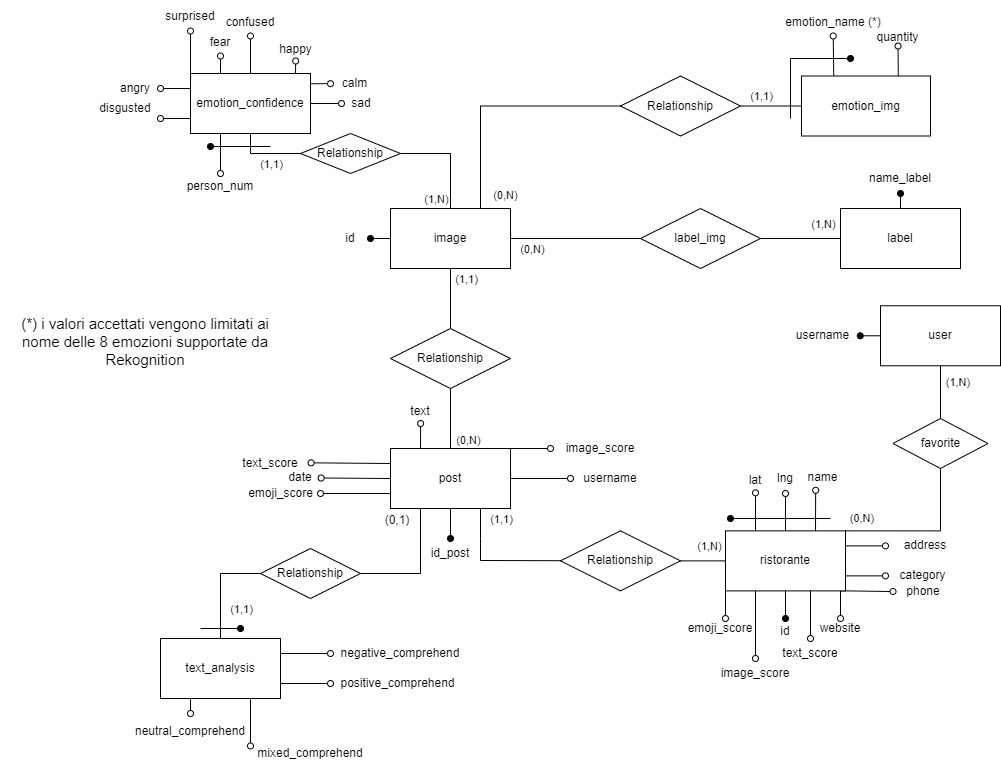 surprised
confused
fear
happy
angry
disgusted
calm
sad
emotion_confidence
person_num
(1,1)
Relationship
(1,N)
emotion_name (*)
quantity
(1,1)
Relationship
emotion_img
(0,N)
name_label
id
image
(0,N)
label_img
(1,N)
label
(1,1)
(*) i valori accettati vengono limitati ai
nome delle 8 emozioni supportate da
Rekognition
Relationship
username
user
(1,N)
favorite
text
(0,N)
text_score
date
emoji_score
post
image_score
username
(0,1)
(1,1)
id_post
lat
lng
name
(0,N)
(1,N)
Relationship
Relationship
ristorante
address
category
phone
emoji_score
id
website
text_score
image_score
(1,1)
text_analysis
negative_comprehend
positive_comprehend
neutral_comprehend
mixed_comprehend